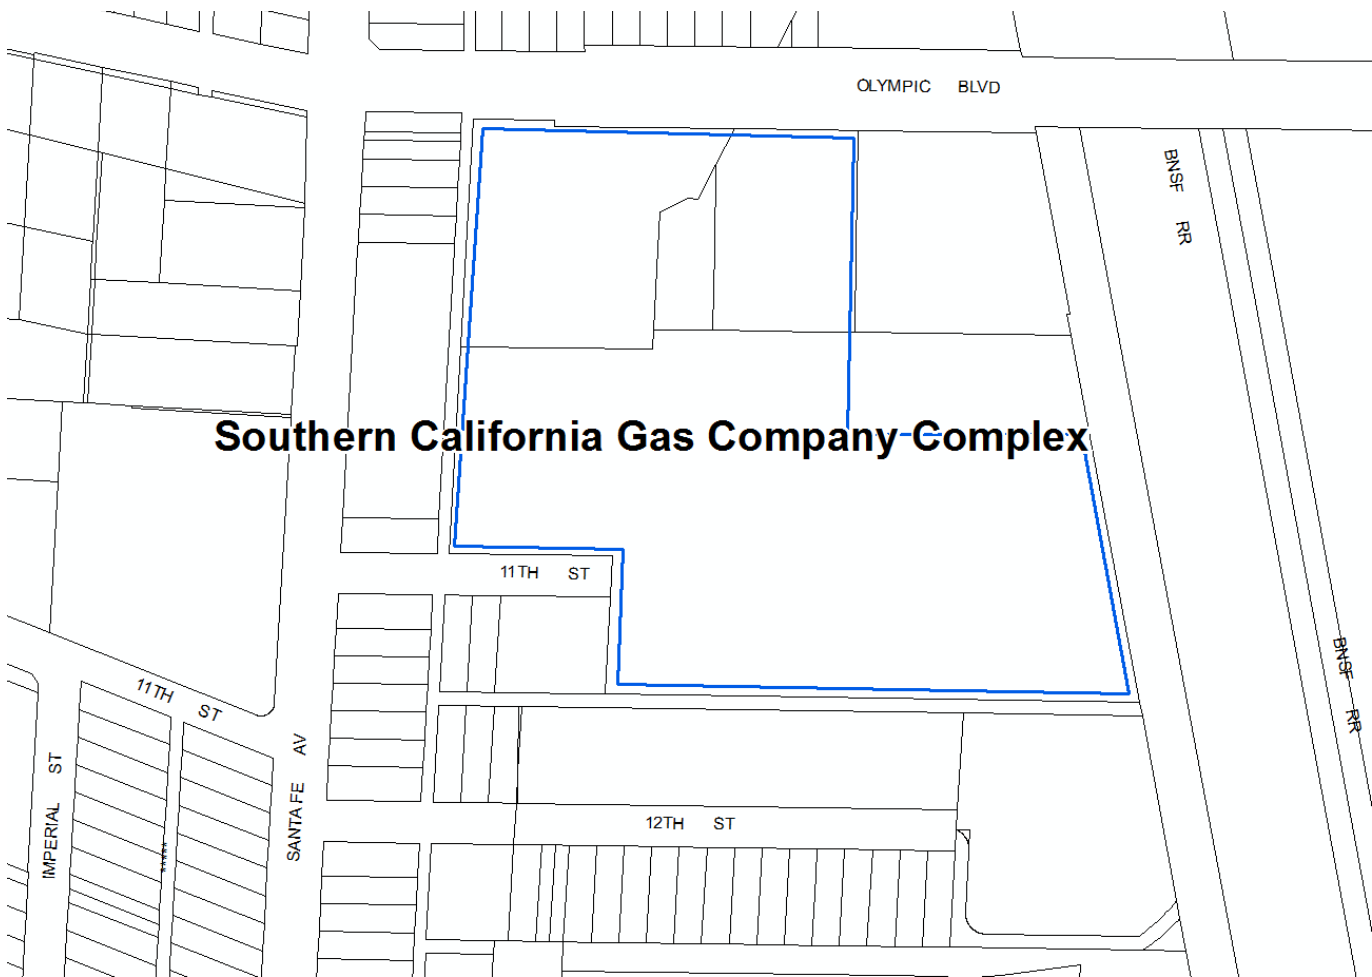 OLYMPIC BLVD
BNSF RR
Southern California Gas Company Complex
11TH ST
BNSF RR
11TH ST
SANTA FE AV
IMPERIAL ST
12TH ST